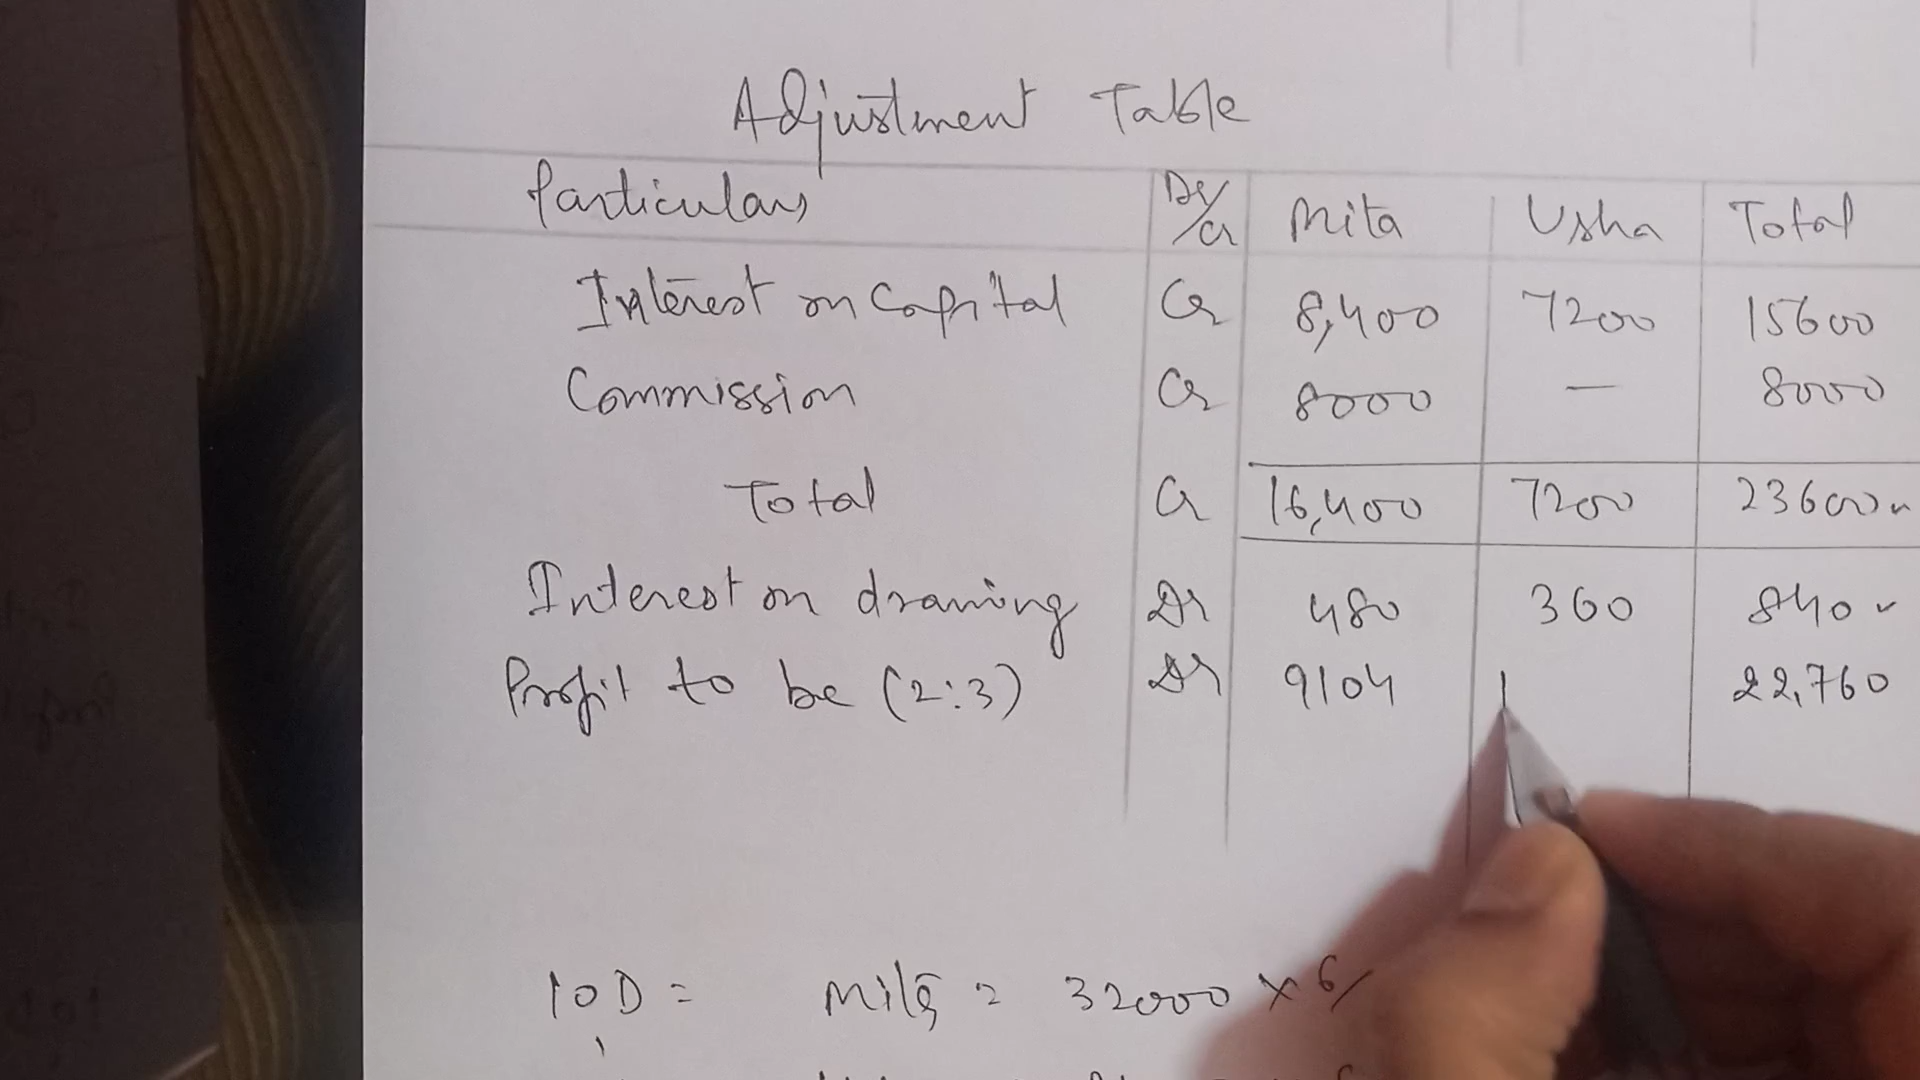 Adjustment Table
Particulars Dr/Cr Mita Usha Total
Interest on Capital Cr 8,400 7200 15600
Commission Cr 8000 — 8000
Total Cr 16,400 7200 23600
Interest on drawing Dr 480 360 840
Profit to be (2:3) Dr 9104 1 22,760
IOD = Mita = 32000 × 6/